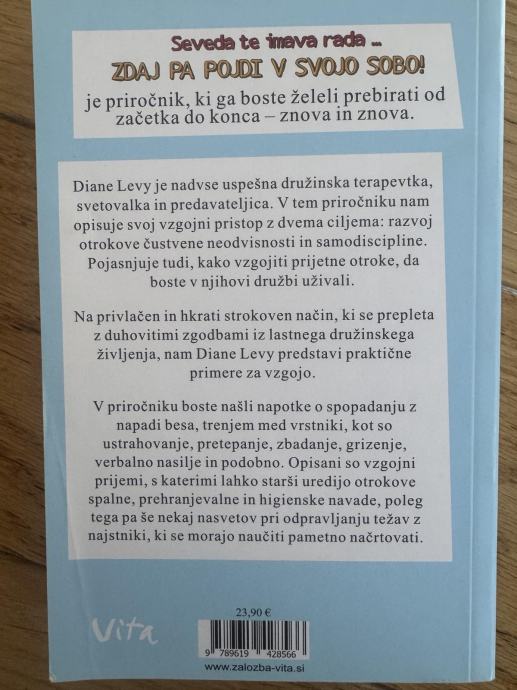 Seveda te imava rada ...
ZDAJ PA POJDI V SVOJO SOBO!
je priročnik, ki ga boste želeli prebirati od
začetka do konca – znova in znova.
Diane Levy je nadvse uspešna družinska terapevtka,
svetovalka in predavateljica. V tem priročniku nam
opisuje svoj vzgojni pristop z dvema ciljema: razvoj
otrokove čustvene neodvisnosti in samodiscipline.
Pojasnjuje tudi, kako vzgojiti prijetne otroke, da
boste v njihovi družbi uživali.
Na privlačen in hkrati strokoven način, ki se prepleta
z duhovitimi zgodbami iz lastnega družinskega
življenja, nam Diane Levy predstavi praktične
primere za vzgojo.
V priročniku boste našli napotke o spopadanju z
napadi besa, trenjem med vrstniki, kot so
ustrahovanje, pretepanje, zbadanje, grizenje,
verbalno nasilje in podobno. Opisani so vzgojni
prijemi, s katerimi lahko starši uredijo otrokove
spalne, prehranjevalne in higienske navade, poleg
tega pa še nekaj nasvetov pri odpravljanju težav z
najstniki, ki se morajo naučiti pametno načrtovati.
23,90 €
Vita
9 789619 428566
www.zalozba-vita.si